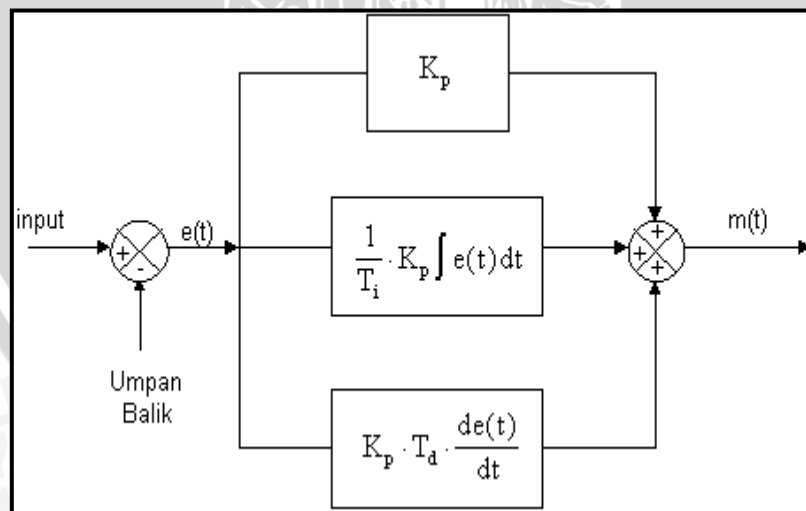 K_p
input
e(t)
+
-
1/T_i · K_p ∫ e(t) dt
+
+
+
m(t)
Umpan
Balik
K_p · T_d · de(t)/dt